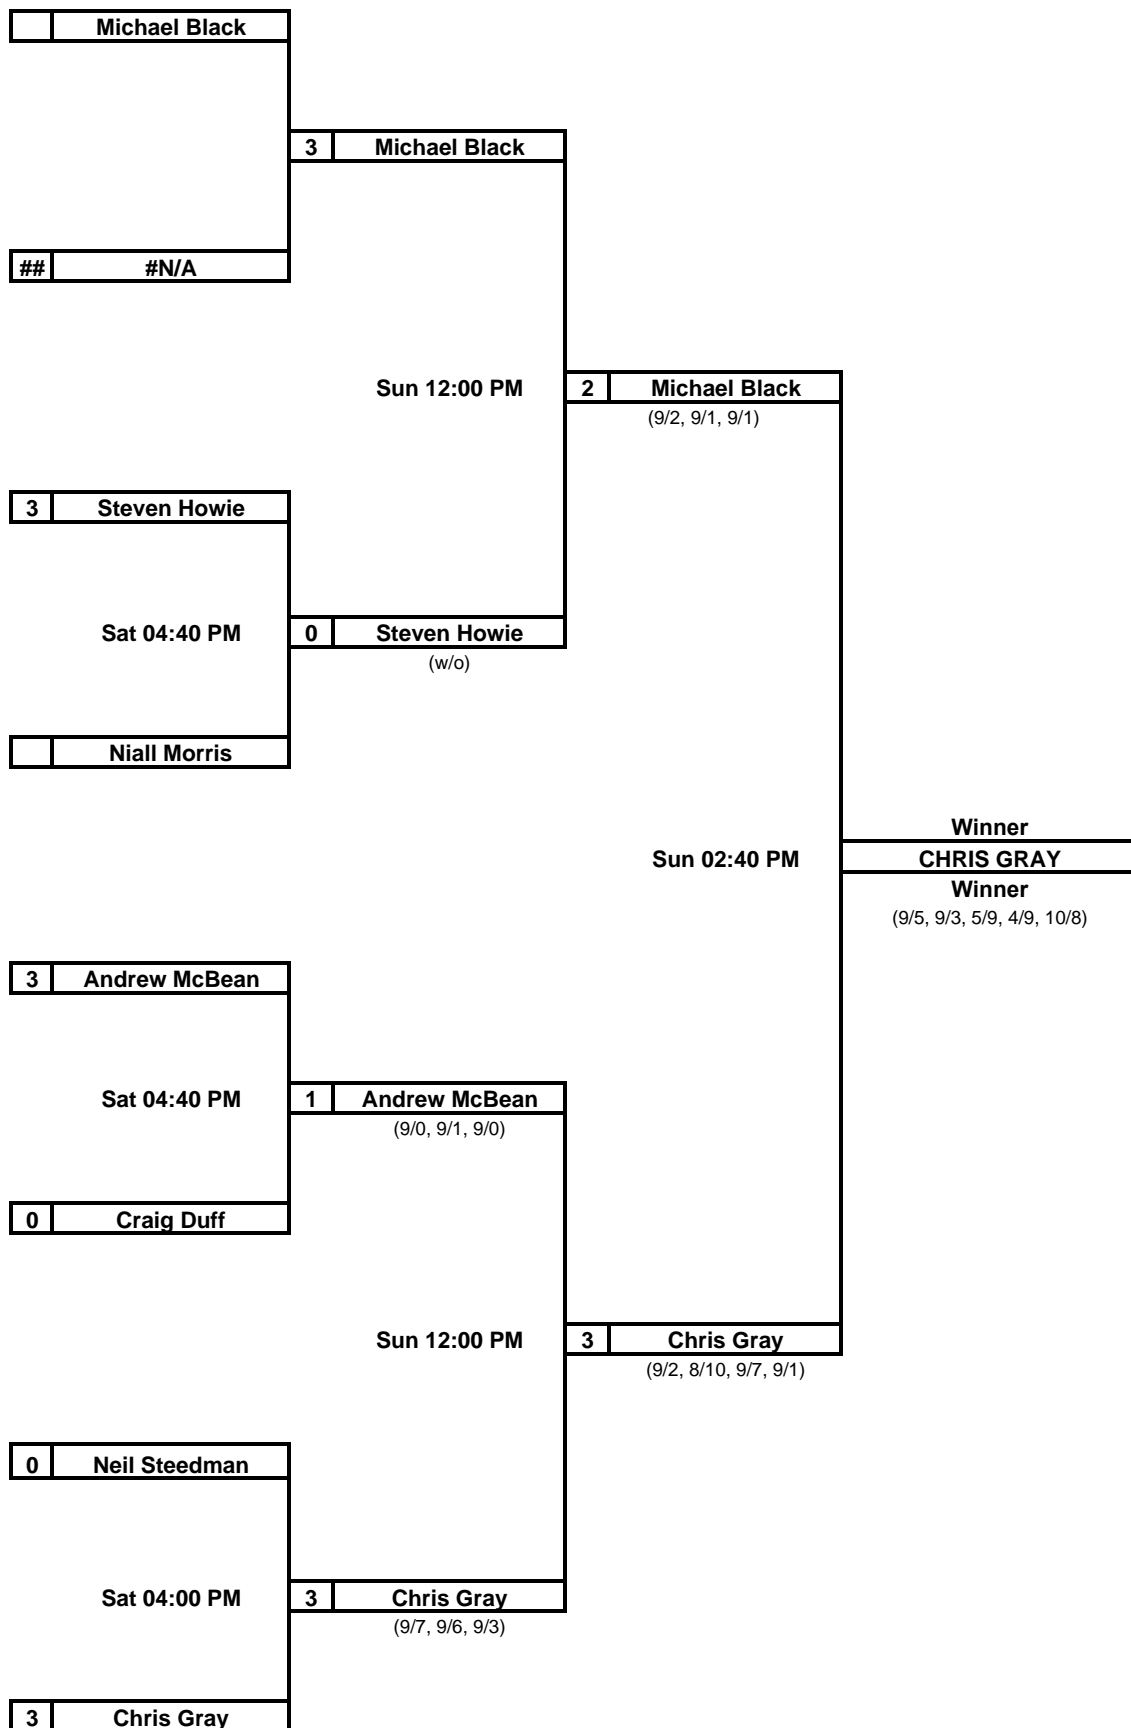 Michael Black
3 Michael Black
## #N/A
Sun 12:00 PM 2 Michael Black
(9/2, 9/1, 9/1)
3 Steven Howie
Sat 04:40 PM 0 Steven Howie
(w/o)
Niall Morris
Winner
Sun 02:40 PM CHRIS GRAY
Winner
(9/5, 9/3, 5/9, 4/9, 10/8)
3 Andrew McBean
Sat 04:40 PM 1 Andrew McBean
(9/0, 9/1, 9/0)
0 Craig Duff
Sun 12:00 PM 3 Chris Gray
(9/2, 8/10, 9/7, 9/1)
0 Neil Steedman
Sat 04:00 PM 3 Chris Gray
(9/7, 9/6, 9/3)
3 Chris Gray